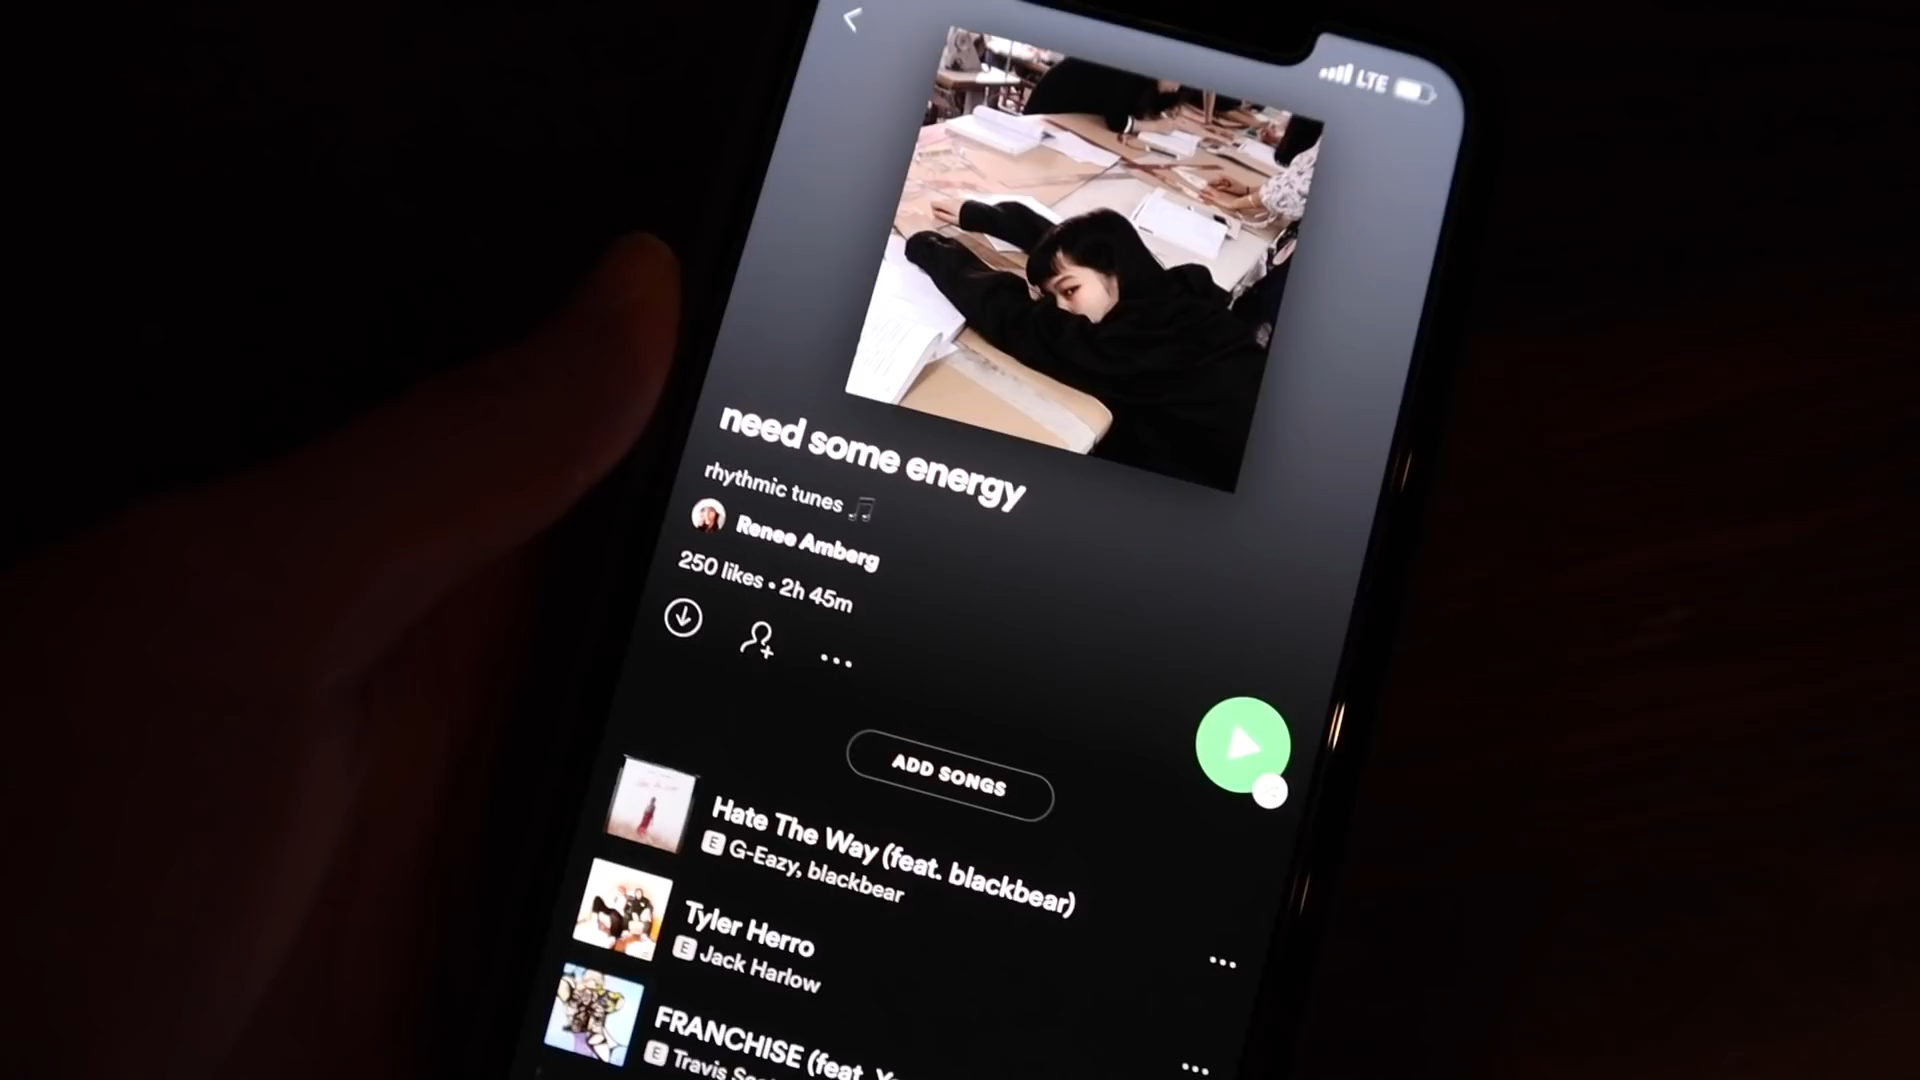 LTE
need some energy
rhythmic tunes 🎵
Renee Amberg
250 likes • 2h 45m
ADD SONGS
Hate The Way (feat. blackbear)
E G-Eazy, blackbear
Tyler Herro
E Jack Harlow
FRANCHISE (feat.
E Travis